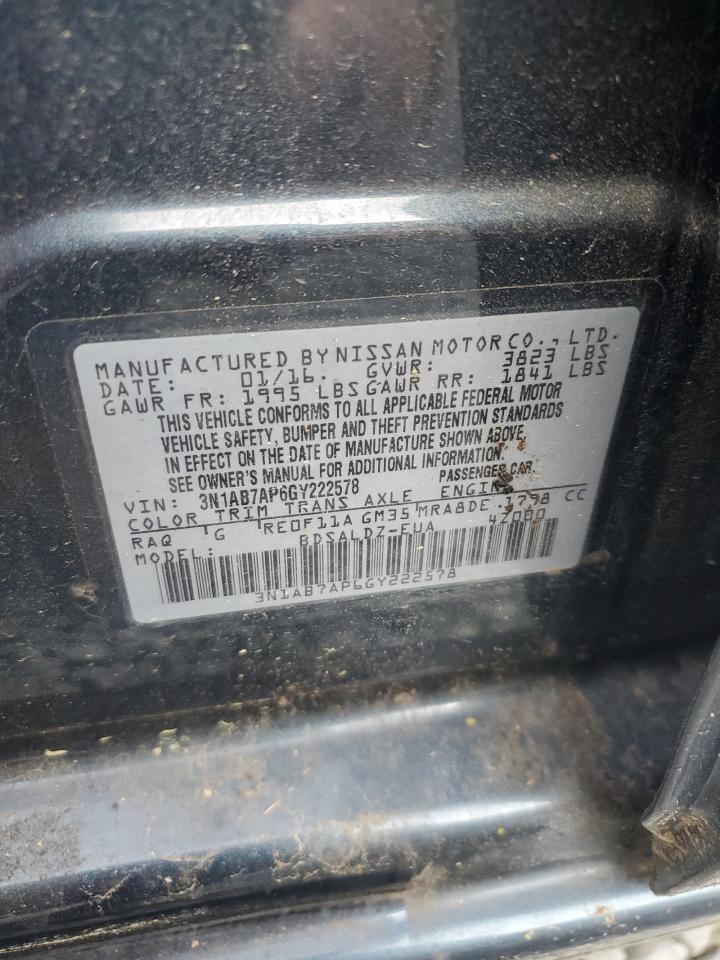 MANUFACTURED BY NISSAN MOTOR CO., LTD.
DATE: 01/16. GVWR: 3823 LBS
GAWR FR: 1995 LBS GAWR RR: 1841 LBS
THIS VEHICLE CONFORMS TO ALL APPLICABLE FEDERAL MOTOR
VEHICLE SAFETY, BUMPER AND THEFT PREVENTION STANDARDS
IN EFFECT ON THE DATE OF MANUFACTURE SHOWN ABOVE.
SEE OWNER'S MANUAL FOR ADDITIONAL INFORMATION.
VIN: 3N1AB7AP6GY222578 PASSENGER CAR.
COLOR TRIM TRANS AXLE ENGINE
RAQ G RE0F11A GM35 MRA8DE 1798 CC
MODEL: BDSALDZ-EUA 4Z000
3N1AB7AP6GY222578